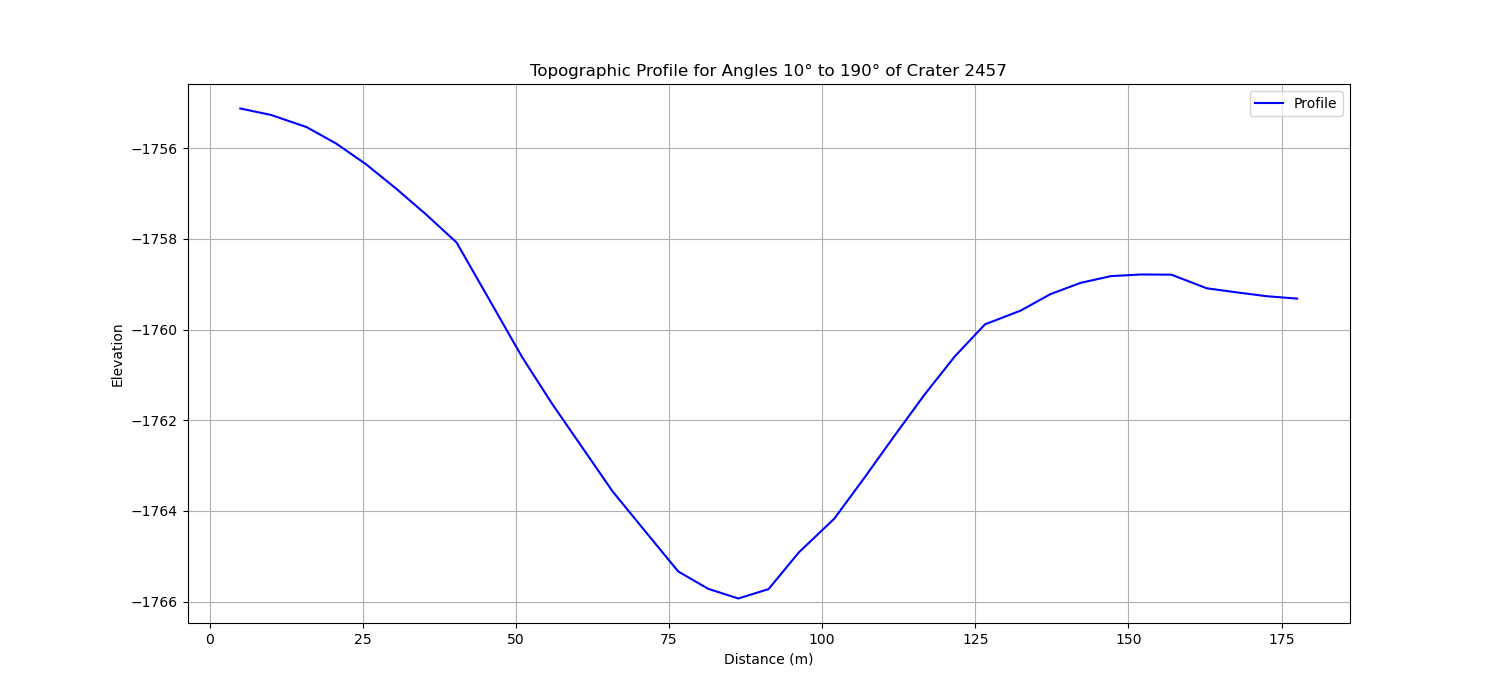 Topographic Profile for Angles 10° to 190° of Crater 2457
Profile
−1756
−1758
−1760
−1762
−1764
−1766
Elevation
0 25 50 75 100 125 150 175
Distance (m)